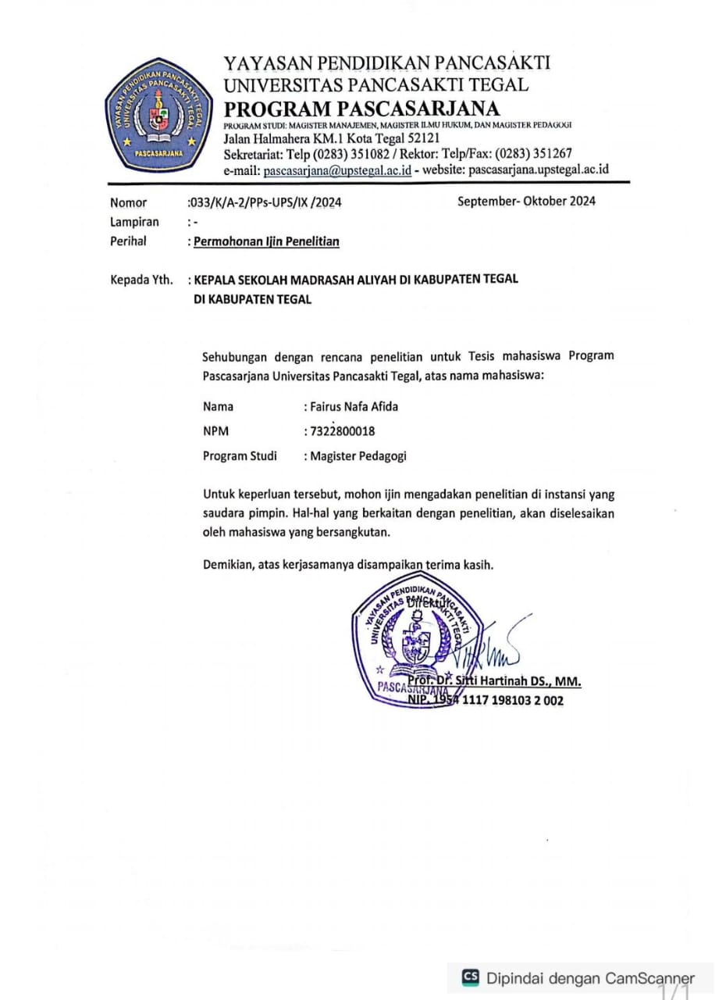 YAYASAN PENDIDIKAN PANCASAKTI
UNIVERSITAS PANCASAKTI TEGAL
PASCASARJANA
YAYASAN PENDIDIKAN PANCASAKTI
UNIVERSITAS PANCASAKTI TEGAL
PROGRAM PASCASARJANA
PROGRAM STUDI: MAGISTER MANAJEMEN, MAGISTER ILMU HUKUM, DAN MAGISTER PEDAGOGI
Jalan Halmahera KM.1 Kota Tegal 52121
Sekretariat: Telp (0283) 351082 / Rektor: Telp/Fax: (0283) 351267
e-mail: pascasarjana@upstegal.ac.id - website: pascasarjana.upstegal.ac.id
Nomor :033/K/A-2/PPs-UPS/IX /2024 September- Oktober 2024
Lampiran : -
Perihal : Permohonan Ijin Penelitian
Kepada Yth. : KEPALA SEKOLAH MADRASAH ALIYAH DI KABUPATEN TEGAL
DI KABUPATEN TEGAL
Sehubungan dengan rencana penelitian untuk Tesis mahasiswa Program
Pascasarjana Universitas Pancasakti Tegal, atas nama mahasiswa:
Nama : Fairus Nafa Afida
NPM : 7322800018
Program Studi : Magister Pedagogi
Untuk keperluan tersebut, mohon ijin mengadakan penelitian di instansi yang
saudara pimpin. Hal-hal yang berkaitan dengan penelitian, akan diselesaikan
oleh mahasiswa yang bersangkutan.
Demikian, atas kerjasamanya disampaikan terima kasih.
YAYASAN PENDIDIKAN PANCASAKTI
UNIVERSITAS PANCASAKTI TEGAL
Direktur
PASCASARJANA
Prof. Dr. Sitti Hartinah DS., MM.
NIP. 1954 1117 198103 2 002
CS Dipindai dengan CamScanner
1/1